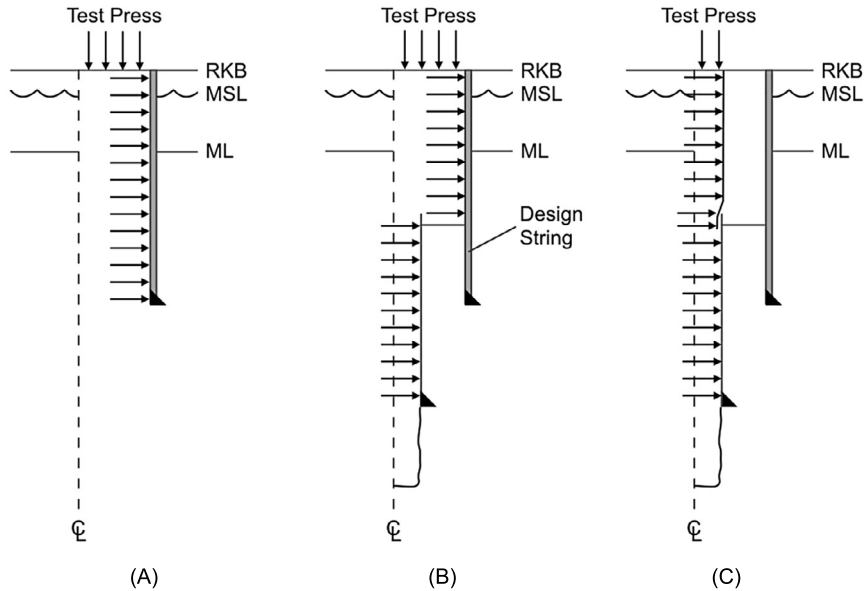 Test Press
Test Press
Test Press
RKB
RKB
RKB
MSL
MSL
MSL
ML
ML
ML
Design
String
℄
℄
℄
(A)
(B)
(C)